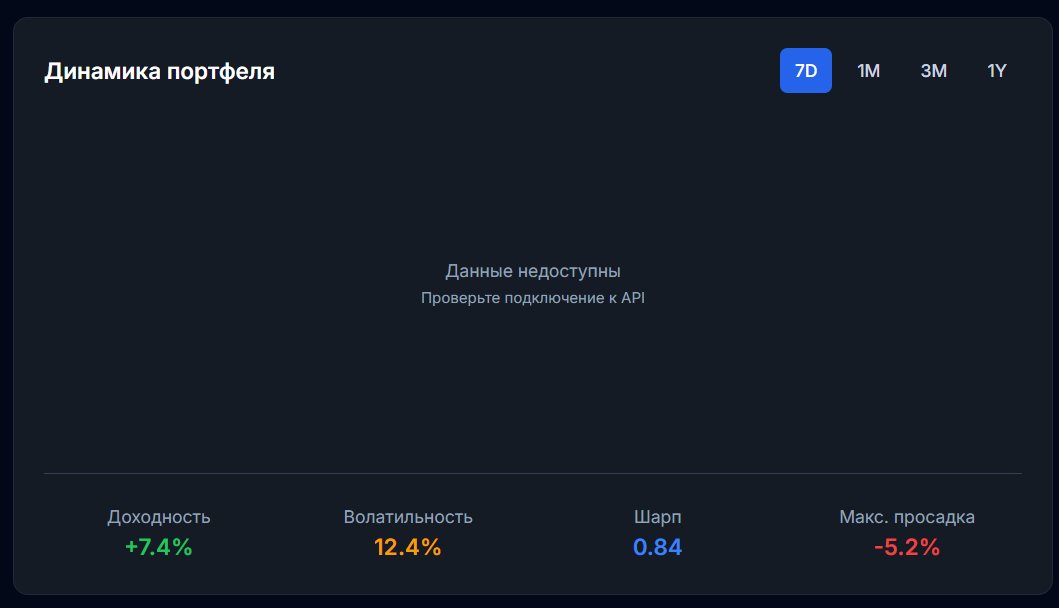 Динамика портфеля
7D 1M 3M 1Y
Данные недоступны
Проверьте подключение к API
Доходность Волатильность Шарп Макс. просадка
+7.4% 12.4% 0.84 -5.2%